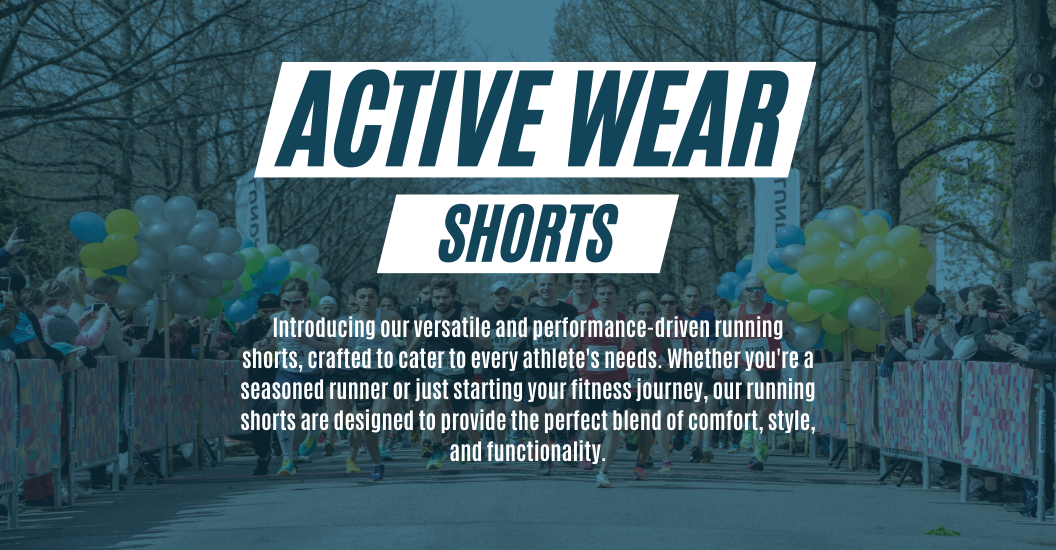 ACTIVE WEAR
SHORTS
Introducing our versatile and performance-driven running
shorts, crafted to cater to every athlete's needs. Whether you're a
seasoned runner or just starting your fitness journey, our running
shorts are designed to provide the perfect blend of comfort, style,
and functionality.